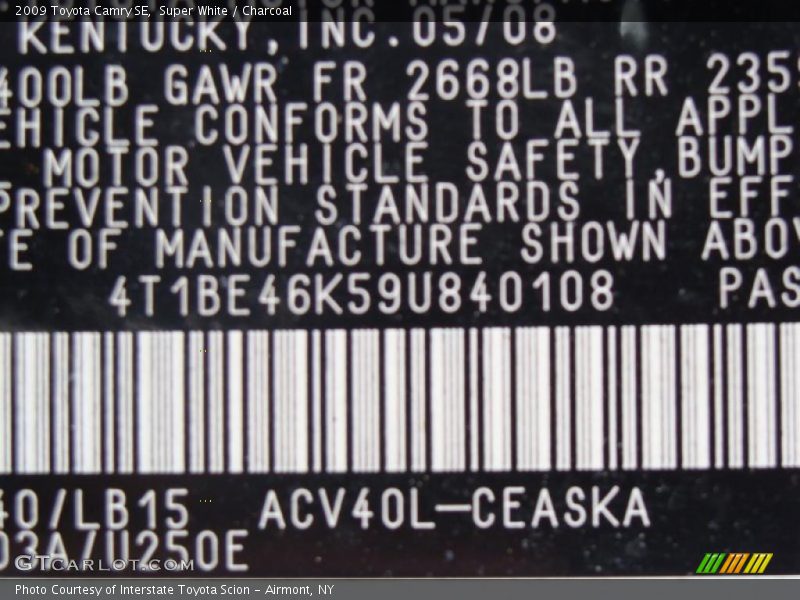 2009 Toyota Camry SE, Super White / Charcoal
KENTUCKY, INC. 05/08
400LB GAWR FR 2668LB RR 235
EHICLE CONFORMS TO ALL APPL
MOTOR VEHICLE SAFETY, BUMP
PREVENTION STANDARDS IN EFF
E OF MANUFACTURE SHOWN ABOV
4T1BE46K59U840108 PAS
40/LB15 ACV40L-CEASKA
03A/U250E
GTCARLOT.COM
Photo Courtesy of Interstate Toyota Scion - Airmont, NY